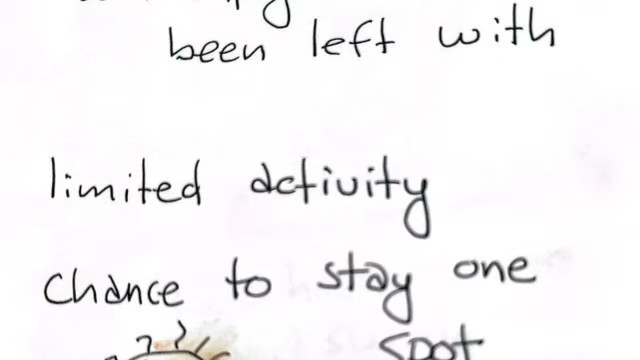 been left with
limited activity
chance to stay one
spot